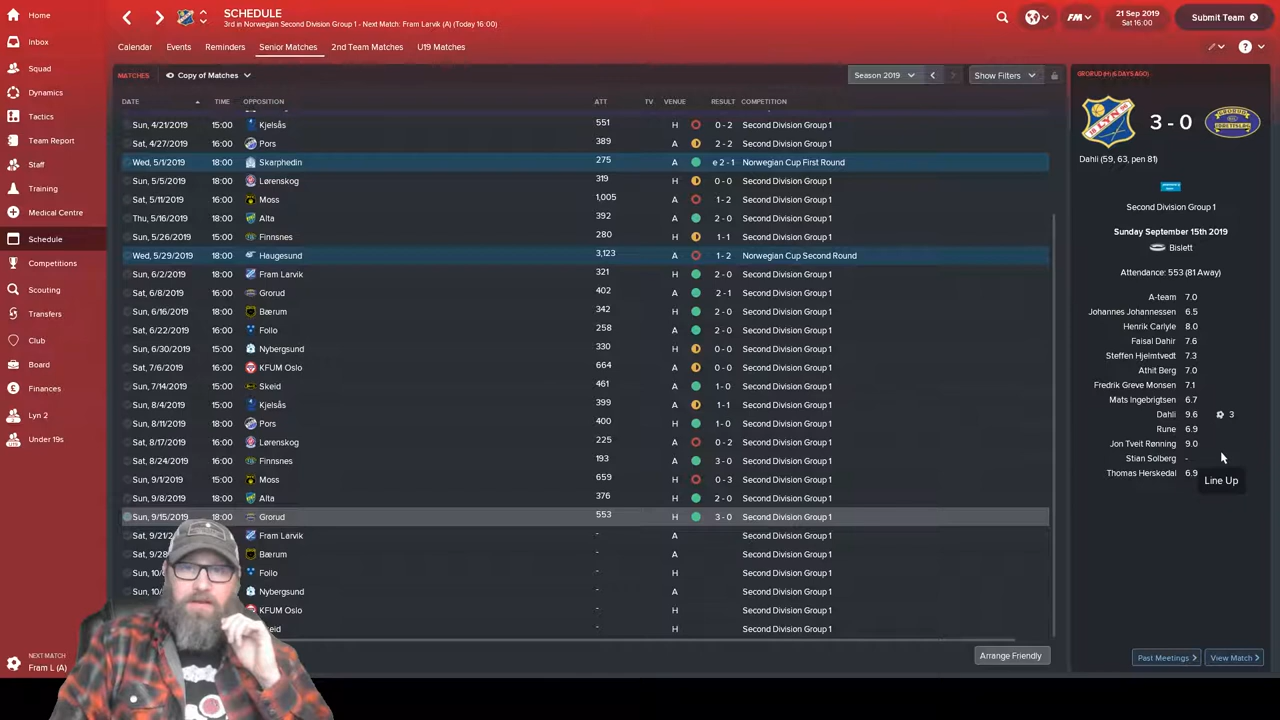 Home
Inbox
Squad
Dynamics
Tactics
Team Report
Staff
Training
Medical Centre
Schedule
Competitions
Scouting
Transfers
Club
Board
Finances
Lyn 2
Under 19s
NEXT MATCH
Fram L (A)
SCHEDULE
3rd in Norwegian Second Division Group 1 - Next Match: Fram Larvik (A) (Today 16:00)
FM
21 Sep 2019
Sat 16:00
Submit Team
Calendar Events Reminders Senior Matches 2nd Team Matches U19 Matches
MATCHES Copy of Matches Season 2019 Show Filters
DATE TIME OPPOSITION ATT TV VENUE RESULT COMPETITION
Sun, 4/21/2019 15:00 Kjelsås 551 H 0 - 2 Second Division Group 1
Sat, 4/27/2019 16:00 Pors 389 A 2 - 2 Second Division Group 1
Wed, 5/1/2019 18:00 Skarphedin 275 A e 2 - 1 Norwegian Cup First Round
Sun, 5/5/2019 18:00 Lørenskog 319 H 0 - 0 Second Division Group 1
Sat, 5/11/2019 16:00 Moss 1,005 A 1 - 2 Second Division Group 1
Thu, 5/16/2019 18:00 Alta 392 A 2 - 0 Second Division Group 1
Sun, 5/26/2019 15:00 Finnsnes 280 H 1 - 1 Second Division Group 1
Wed, 5/29/2019 18:00 Haugesund 3,123 A 1 - 2 Norwegian Cup Second Round
Sun, 6/2/2019 18:00 Fram Larvik 321 H 2 - 0 Second Division Group 1
Sat, 6/8/2019 16:00 Grorud 402 A 2 - 1 Second Division Group 1
Sun, 6/16/2019 18:00 Bærum 342 H 2 - 0 Second Division Group 1
Sat, 6/22/2019 16:00 Follo 258 A 2 - 0 Second Division Group 1
Sun, 6/30/2019 15:00 Nybergsund 330 H 0 - 0 Second Division Group 1
Sat, 7/6/2019 16:00 KFUM Oslo 664 A 0 - 0 Second Division Group 1
Sun, 7/14/2019 15:00 Skeid 461 A 1 - 0 Second Division Group 1
Sun, 8/4/2019 15:00 Kjelsås 399 A 1 - 1 Second Division Group 1
Sun, 8/11/2019 18:00 Pors 400 H 1 - 0 Second Division Group 1
Sat, 8/17/2019 16:00 Lørenskog 225 A 0 - 2 Second Division Group 1
Sat, 8/24/2019 16:00 Finnsnes 193 A 3 - 0 Second Division Group 1
Sun, 9/1/2019 15:00 Moss 659 H 0 - 3 Second Division Group 1
Sun, 9/8/2019 18:00 Alta 376 H 2 - 0 Second Division Group 1
Sun, 9/15/2019 18:00 Grorud 553 H 3 - 0 Second Division Group 1
Sat, 9/21/2 Fram Larvik - A Second Division Group 1
Sat, 9/28 Bærum - A Second Division Group 1
Sun, 10/ Follo - H Second Division Group 1
Sun, 10/ Nybergsund - A Second Division Group 1
KFUM Oslo - H Second Division Group 1
eid - H Second Division Group 1
Arrange Friendly
GRORUD (H) (6 DAYS AGO)
3 - 0
Dahli (59, 63, pen 81)
Second Division Group 1
Sunday September 15th 2019
Bislett
Attendance: 553 (81 Away)
A-team 7.0
Johannes Johannessen 6.5
Henrik Carlyle 8.0
Faisal Dahir 7.6
Steffen Hjelmtvedt 7.3
Athit Berg 7.0
Fredrik Greve Monsen 7.1
Mats Ingebrigtsen 6.7
Dahli 9.6 3
Rune 6.9
Jon Tveit Rønning 9.0
Stian Solberg -
Thomas Herskedal 6.9
Line Up
Past Meetings
View Match